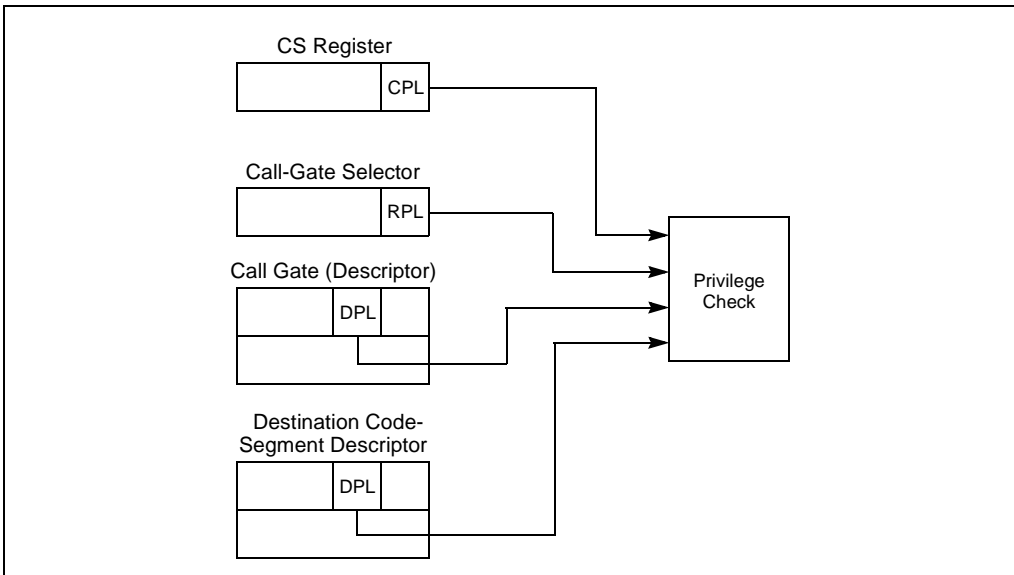 CS Register
CPL
Call-Gate Selector
RPL
Call Gate (Descriptor)
DPL
Privilege
Check
Destination Code-
Segment Descriptor
DPL